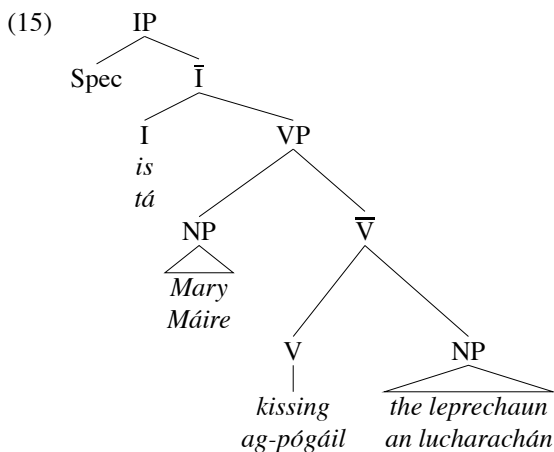 (15) IP
Spec Ī
I VP
is
tá
NP V̅
Mary
Máire
V NP
kissing the leprechaun
ag-pógáil an lucharachán